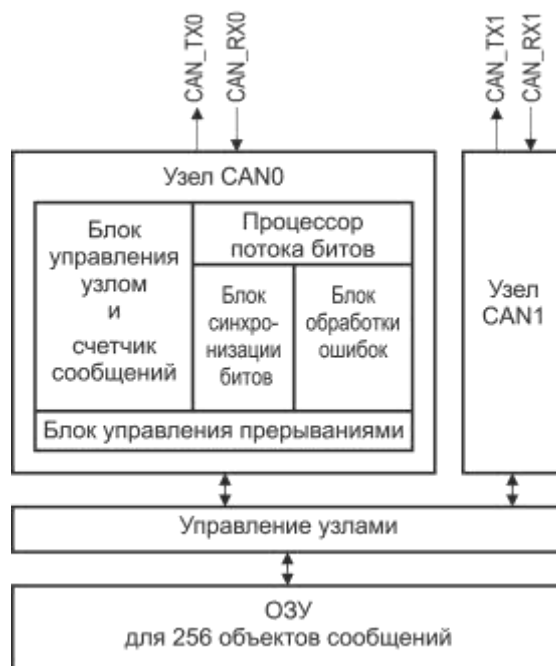 CAN_TX0
CAN_RX0
CAN_TX1
CAN_RX1
Узел CAN0
Блок
управления
узлом
и
счетчик
сообщений
Процессор
потока битов
Блок
синхро-
низации
битов
Блок
обработки
ошибок
Блок управления прерываниями
Узел
CAN1
Управление узлами
ОЗУ
для 256 объектов сообщений